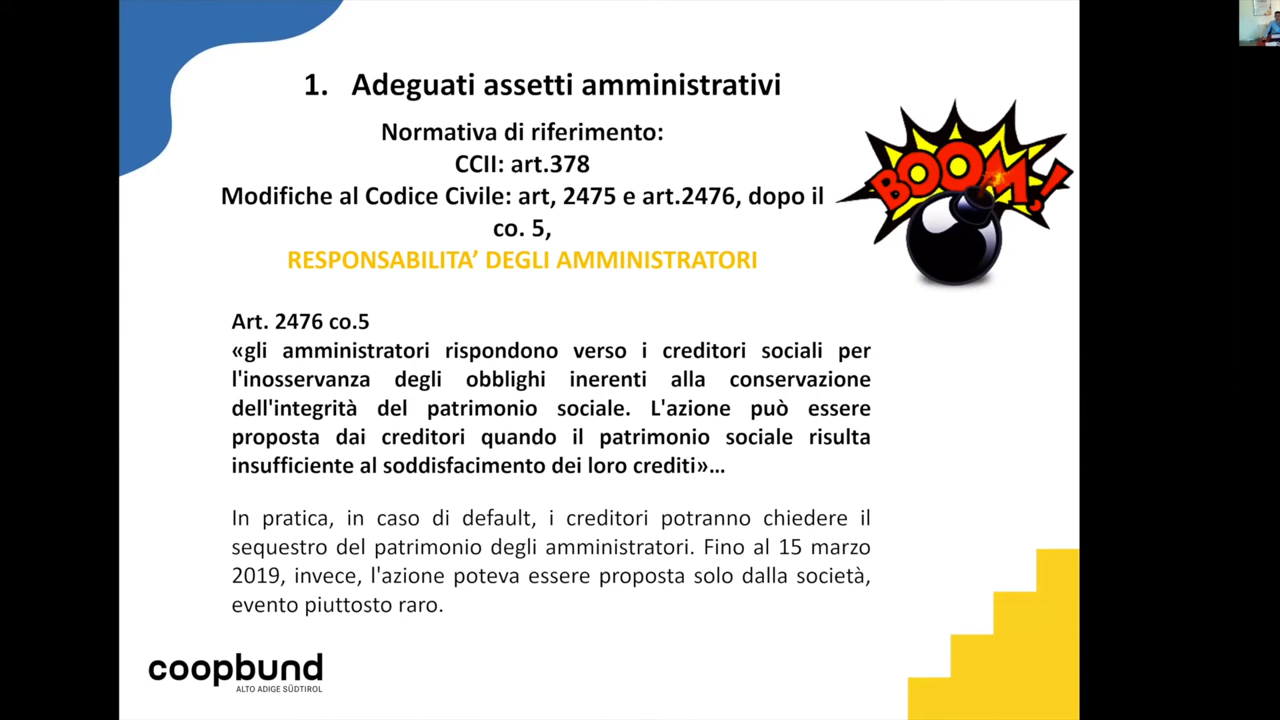 1. Adeguati assetti amministrativi
Normativa di riferimento:
CCII: art.378
Modifiche al Codice Civile: art, 2475 e art.2476, dopo il
co. 5,
RESPONSABILITA’ DEGLI AMMINISTRATORI
BOOM!
Art. 2476 co.5
«gli amministratori rispondono verso i creditori sociali per
l'inosservanza degli obblighi inerenti alla conservazione
dell'integrità del patrimonio sociale. L'azione può essere
proposta dai creditori quando il patrimonio sociale risulta
insufficiente al soddisfacimento dei loro crediti»…
In pratica, in caso di default, i creditori potranno chiedere il
sequestro del patrimonio degli amministratori. Fino al 15 marzo
2019, invece, l'azione poteva essere proposta solo dalla società,
evento piuttosto raro.
coopbund
ALTO ADIGE SÜDTIROL